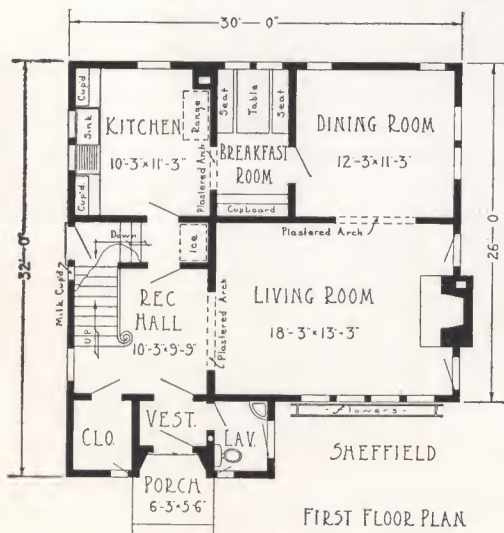 30'-0"
Cup'd
Sink
Cup'd
KITCHEN
10'-3"x11'-3"
Range
Plastered Arch
Seat
Table
Seat
BREAKFAST
ROOM
Cupboard
DINING ROOM
12'-3"x11'-3"
Plastered Arch
32'-0"
26'-0"
Down
Ice
Milk Cup'd
UP
REC
HALL
10'-3"x9'-9"
Plastered Arch
LIVING ROOM
18'-3"x13'-3"
Flowers
CLO.
VEST.
LAV.
PORCH
6-3"x5'-6"
SHEFFIELD
FIRST FLOOR PLAN